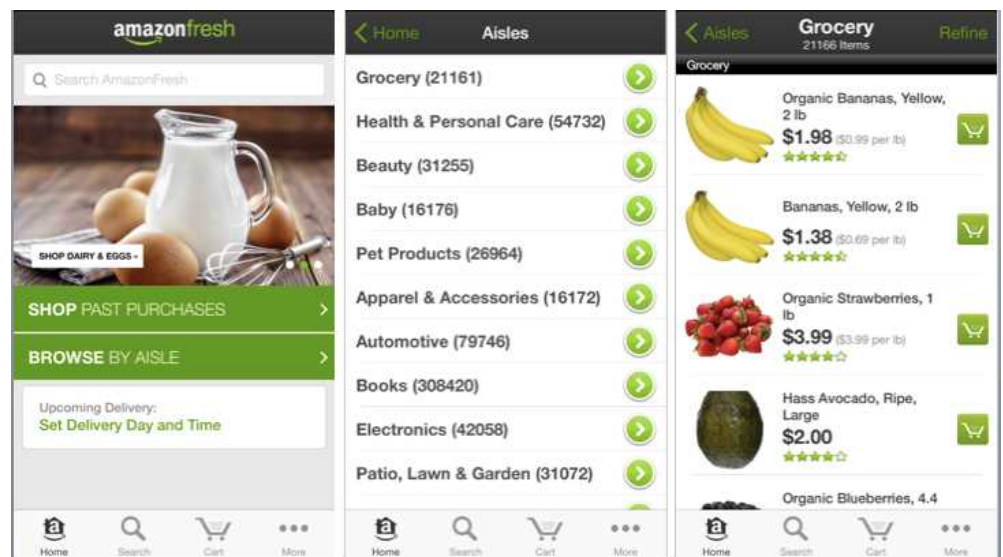 amazonfresh
Search AmazonFresh
SHOP DAIRY & EGGS
SHOP PAST PURCHASES
BROWSE BY AISLE
Upcoming Delivery:
Set Delivery Day and Time
Home
Search
Cart
More
Home
Aisles
Grocery (21161)
Health & Personal Care (54732)
Beauty (31255)
Baby (16176)
Pet Products (26964)
Apparel & Accessories (16172)
Automotive (79746)
Books (308420)
Electronics (42058)
Patio, Lawn & Garden (31072)
Home
Search
Cart
More
Aisles
Grocery
21166 Items
Refine
Grocery
Organic Bananas, Yellow,
2 lb
$1.98 ($0.99 per lb)
Bananas, Yellow, 2 lb
$1.38 ($0.69 per lb)
Organic Strawberries, 1
lb
$3.99 ($3.99 per lb)
Hass Avocado, Ripe,
Large
$2.00
Organic Blueberries, 4.4
Home
Search
Cart
More